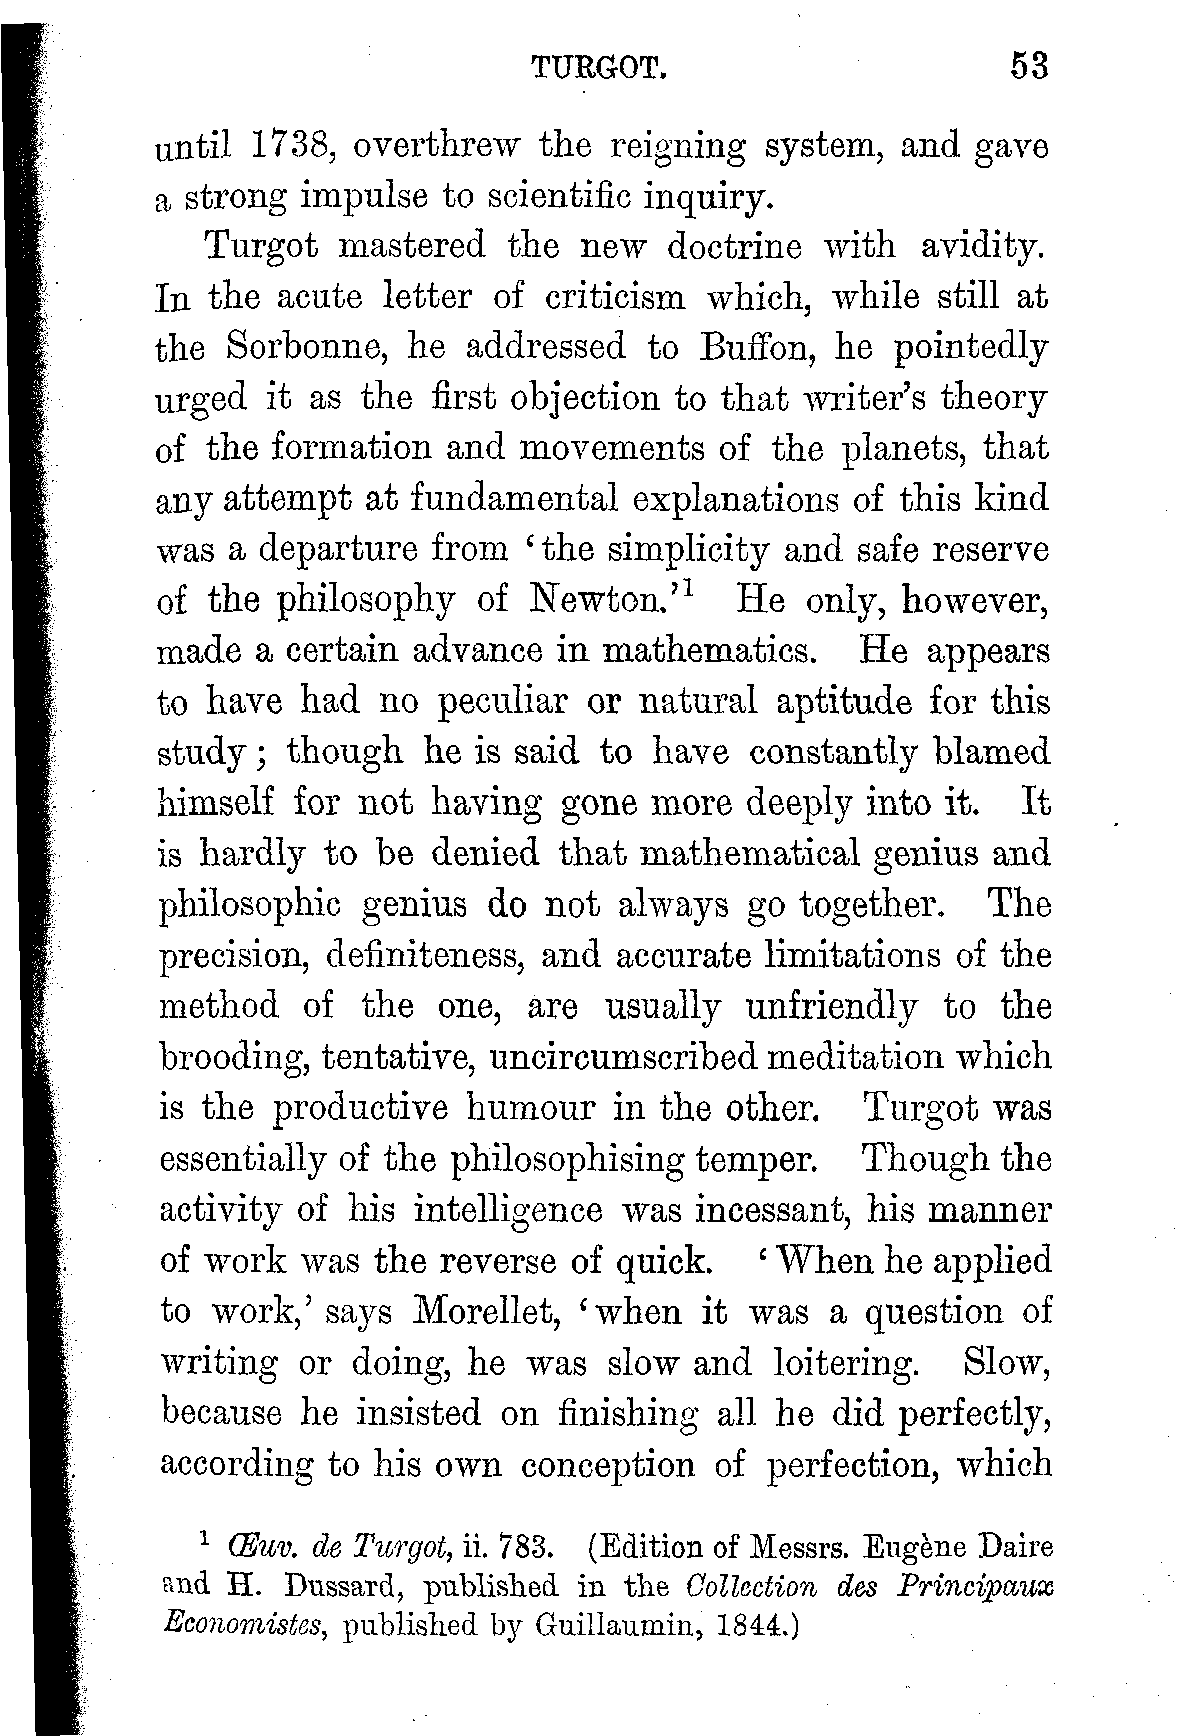 TURGOT. 53
until 1738, overthrew the reigning system, and gave
a strong impulse to scientific inquiry.
Turgot mastered the new doctrine with avidity.
In the acute letter of criticism which, while still at
the Sorbonne, he addressed to Buffon, he pointedly
urged it as the first objection to that writer's theory
of the formation and movements of the planets, that
any attempt at fundamental explanations of this kind
was a departure from ‘the simplicity and safe reserve
of the philosophy of Newton.’¹ He only, however,
made a certain advance in mathematics. He appears
to have had no peculiar or natural aptitude for this
study; though he is said to have constantly blamed
himself for not having gone more deeply into it. It
is hardly to be denied that mathematical genius and
philosophic genius do not always go together. The
precision, definiteness, and accurate limitations of the
method of the one, are usually unfriendly to the
brooding, tentative, uncircumscribed meditation which
is the productive humour in the other. Turgot was
essentially of the philosophising temper. Though the
activity of his intelligence was incessant, his manner
of work was the reverse of quick. ‘When he applied
to work,’ says Morellet, ‘when it was a question of
writing or doing, he was slow and loitering. Slow,
because he insisted on finishing all he did perfectly,
according to his own conception of perfection, which
¹ Œuv. de Turgot, ii. 783. (Edition of Messrs. Eugène Daire
and H. Dussard, published in the Collection des Principaux
Economistes, published by Guillaumin, 1844.)